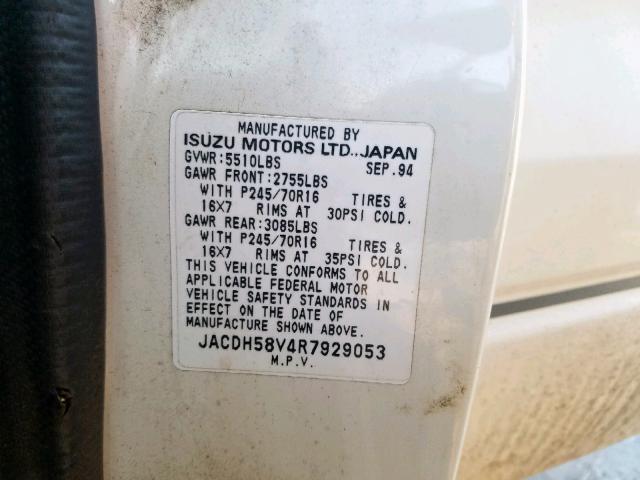 MANUFACTURED BY
ISUZU MOTORS LTD., JAPAN
GVWR:5510LBS SEP.94
GAWR FRONT:2755LBS
WITH P245/70R16 TIRES &
16X7 RIMS AT 30PSI COLD.
GAWR REAR:3085LBS
WITH P245/70R16 TIRES &
16X7 RIMS AT 35PSI COLD.
THIS VEHICLE CONFORMS TO ALL
APPLICABLE FEDERAL MOTOR
VEHICLE SAFETY STANDARDS IN
EFFECT ON THE DATE OF
MANUFACTURE SHOWN ABOVE.
JACDH58V4R7929053
M.P.V.